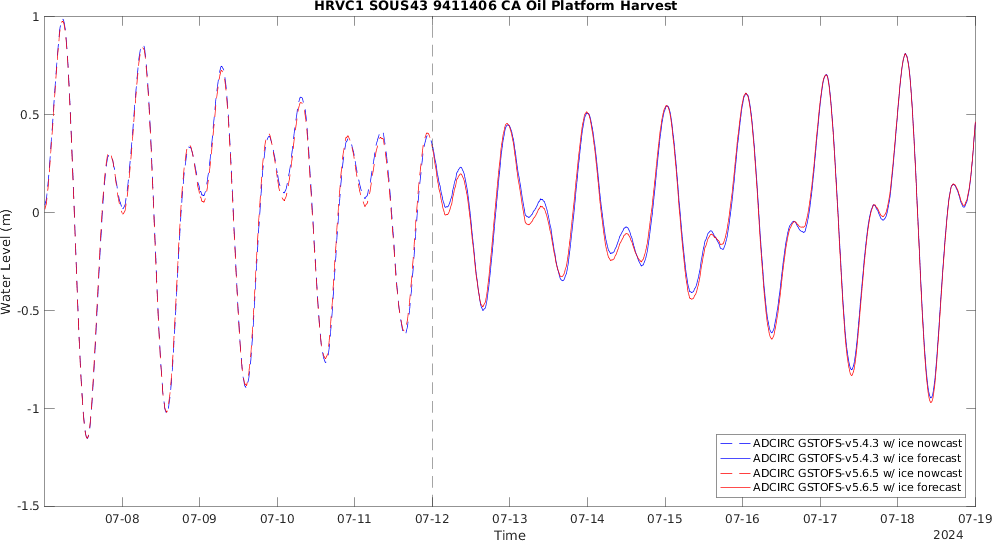 HRVC1 SOUS43 9411406 CA Oil Platform Harvest
Water Level (m)
1
0.5
0
-0.5
-1
-1.5
07-08 07-09 07-10 07-11 07-12 07-13 07-14 07-15 07-16 07-17 07-18 07-19
Time
2024
ADCIRC GSTOFS-v5.4.3 w/ ice nowcast
ADCIRC GSTOFS-v5.4.3 w/ ice forecast
ADCIRC GSTOFS-v5.6.5 w/ ice nowcast
ADCIRC GSTOFS-v5.6.5 w/ ice forecast